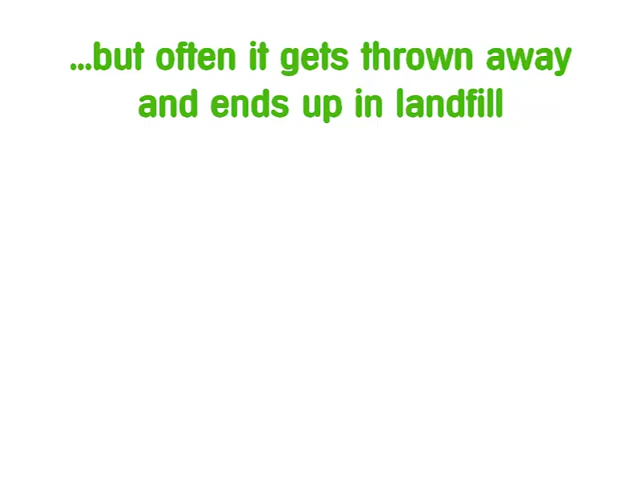 ...but often it gets thrown away
and ends up in landfill